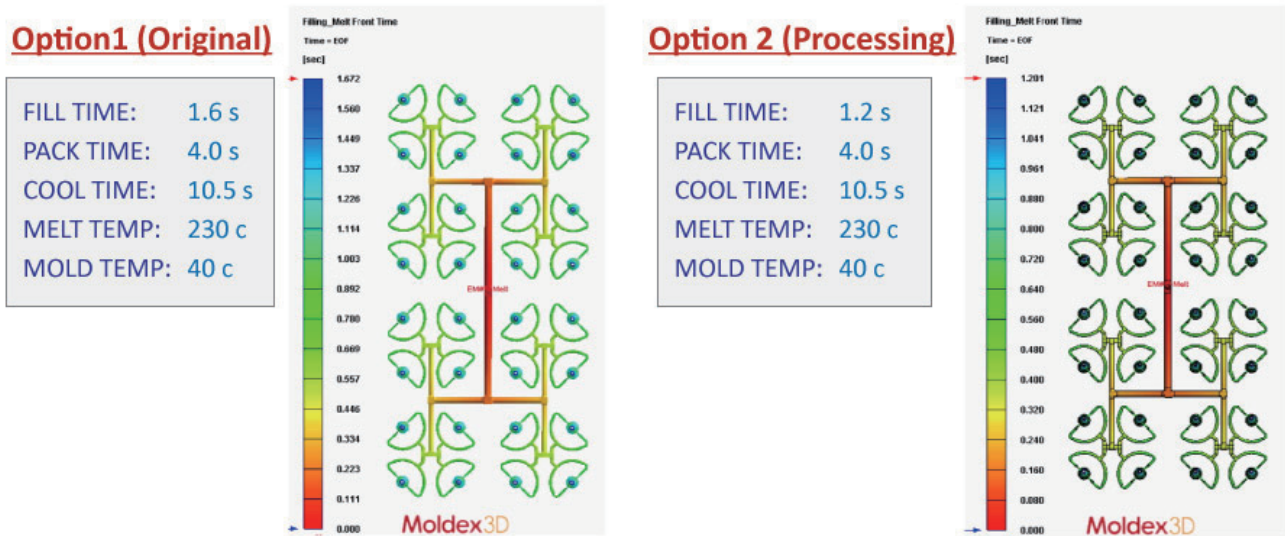 Option1 (Original)
FILL TIME: 1.6 s
PACK TIME: 4.0 s
COOL TIME: 10.5 s
MELT TEMP: 230 c
MOLD TEMP: 40 c
Filling_Melt Front Time
Time = EOF
[sec]
1.672
1.560
1.449
1.337
1.226
1.114
1.003
0.892
0.780
0.669
0.557
0.446
0.334
0.223
0.111
0.000
Melt
Moldex3D
Option 2 (Processing)
FILL TIME: 1.2 s
PACK TIME: 4.0 s
COOL TIME: 10.5 s
MELT TEMP: 230 c
MOLD TEMP: 40 c
Filling_Melt Front Time
Time = EOF
[sec]
1.201
1.121
1.041
0.961
0.880
0.800
0.720
0.640
0.560
0.480
0.400
0.320
0.240
0.160
0.080
0.000
Melt
Moldex3D